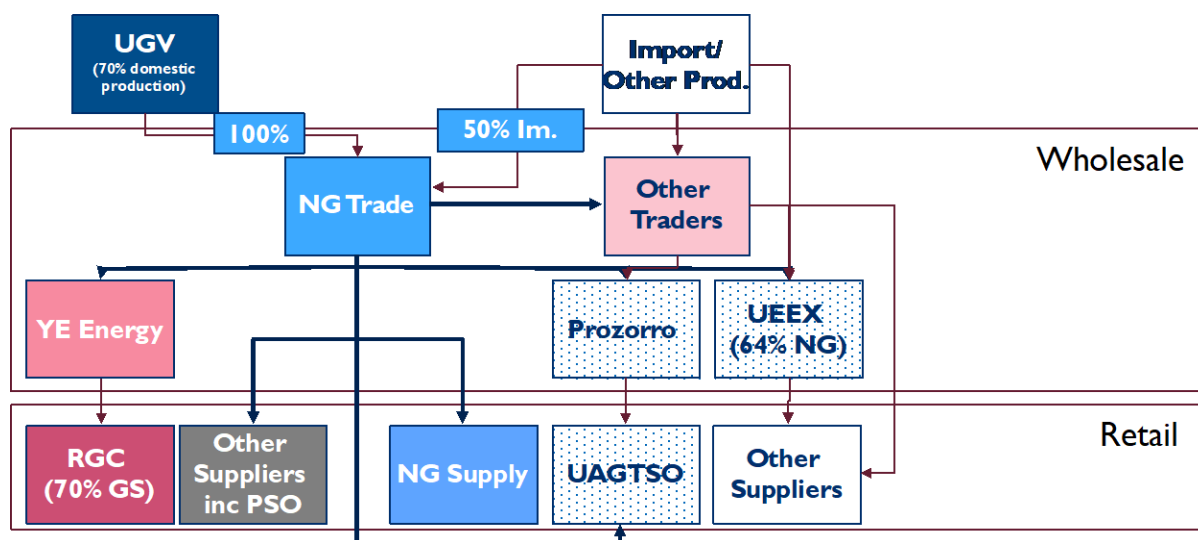 UGV
(70% domestic
production)
Import/
Other Prod.
100%
50% Im.
Wholesale
NG Trade
Other
Traders
YE Energy
Prozorro
UEEX
(64% NG)
Retail
RGC
(70% GS)
Other
Suppliers
inc PSO
NG Supply
UAGTSO
Other
Suppliers